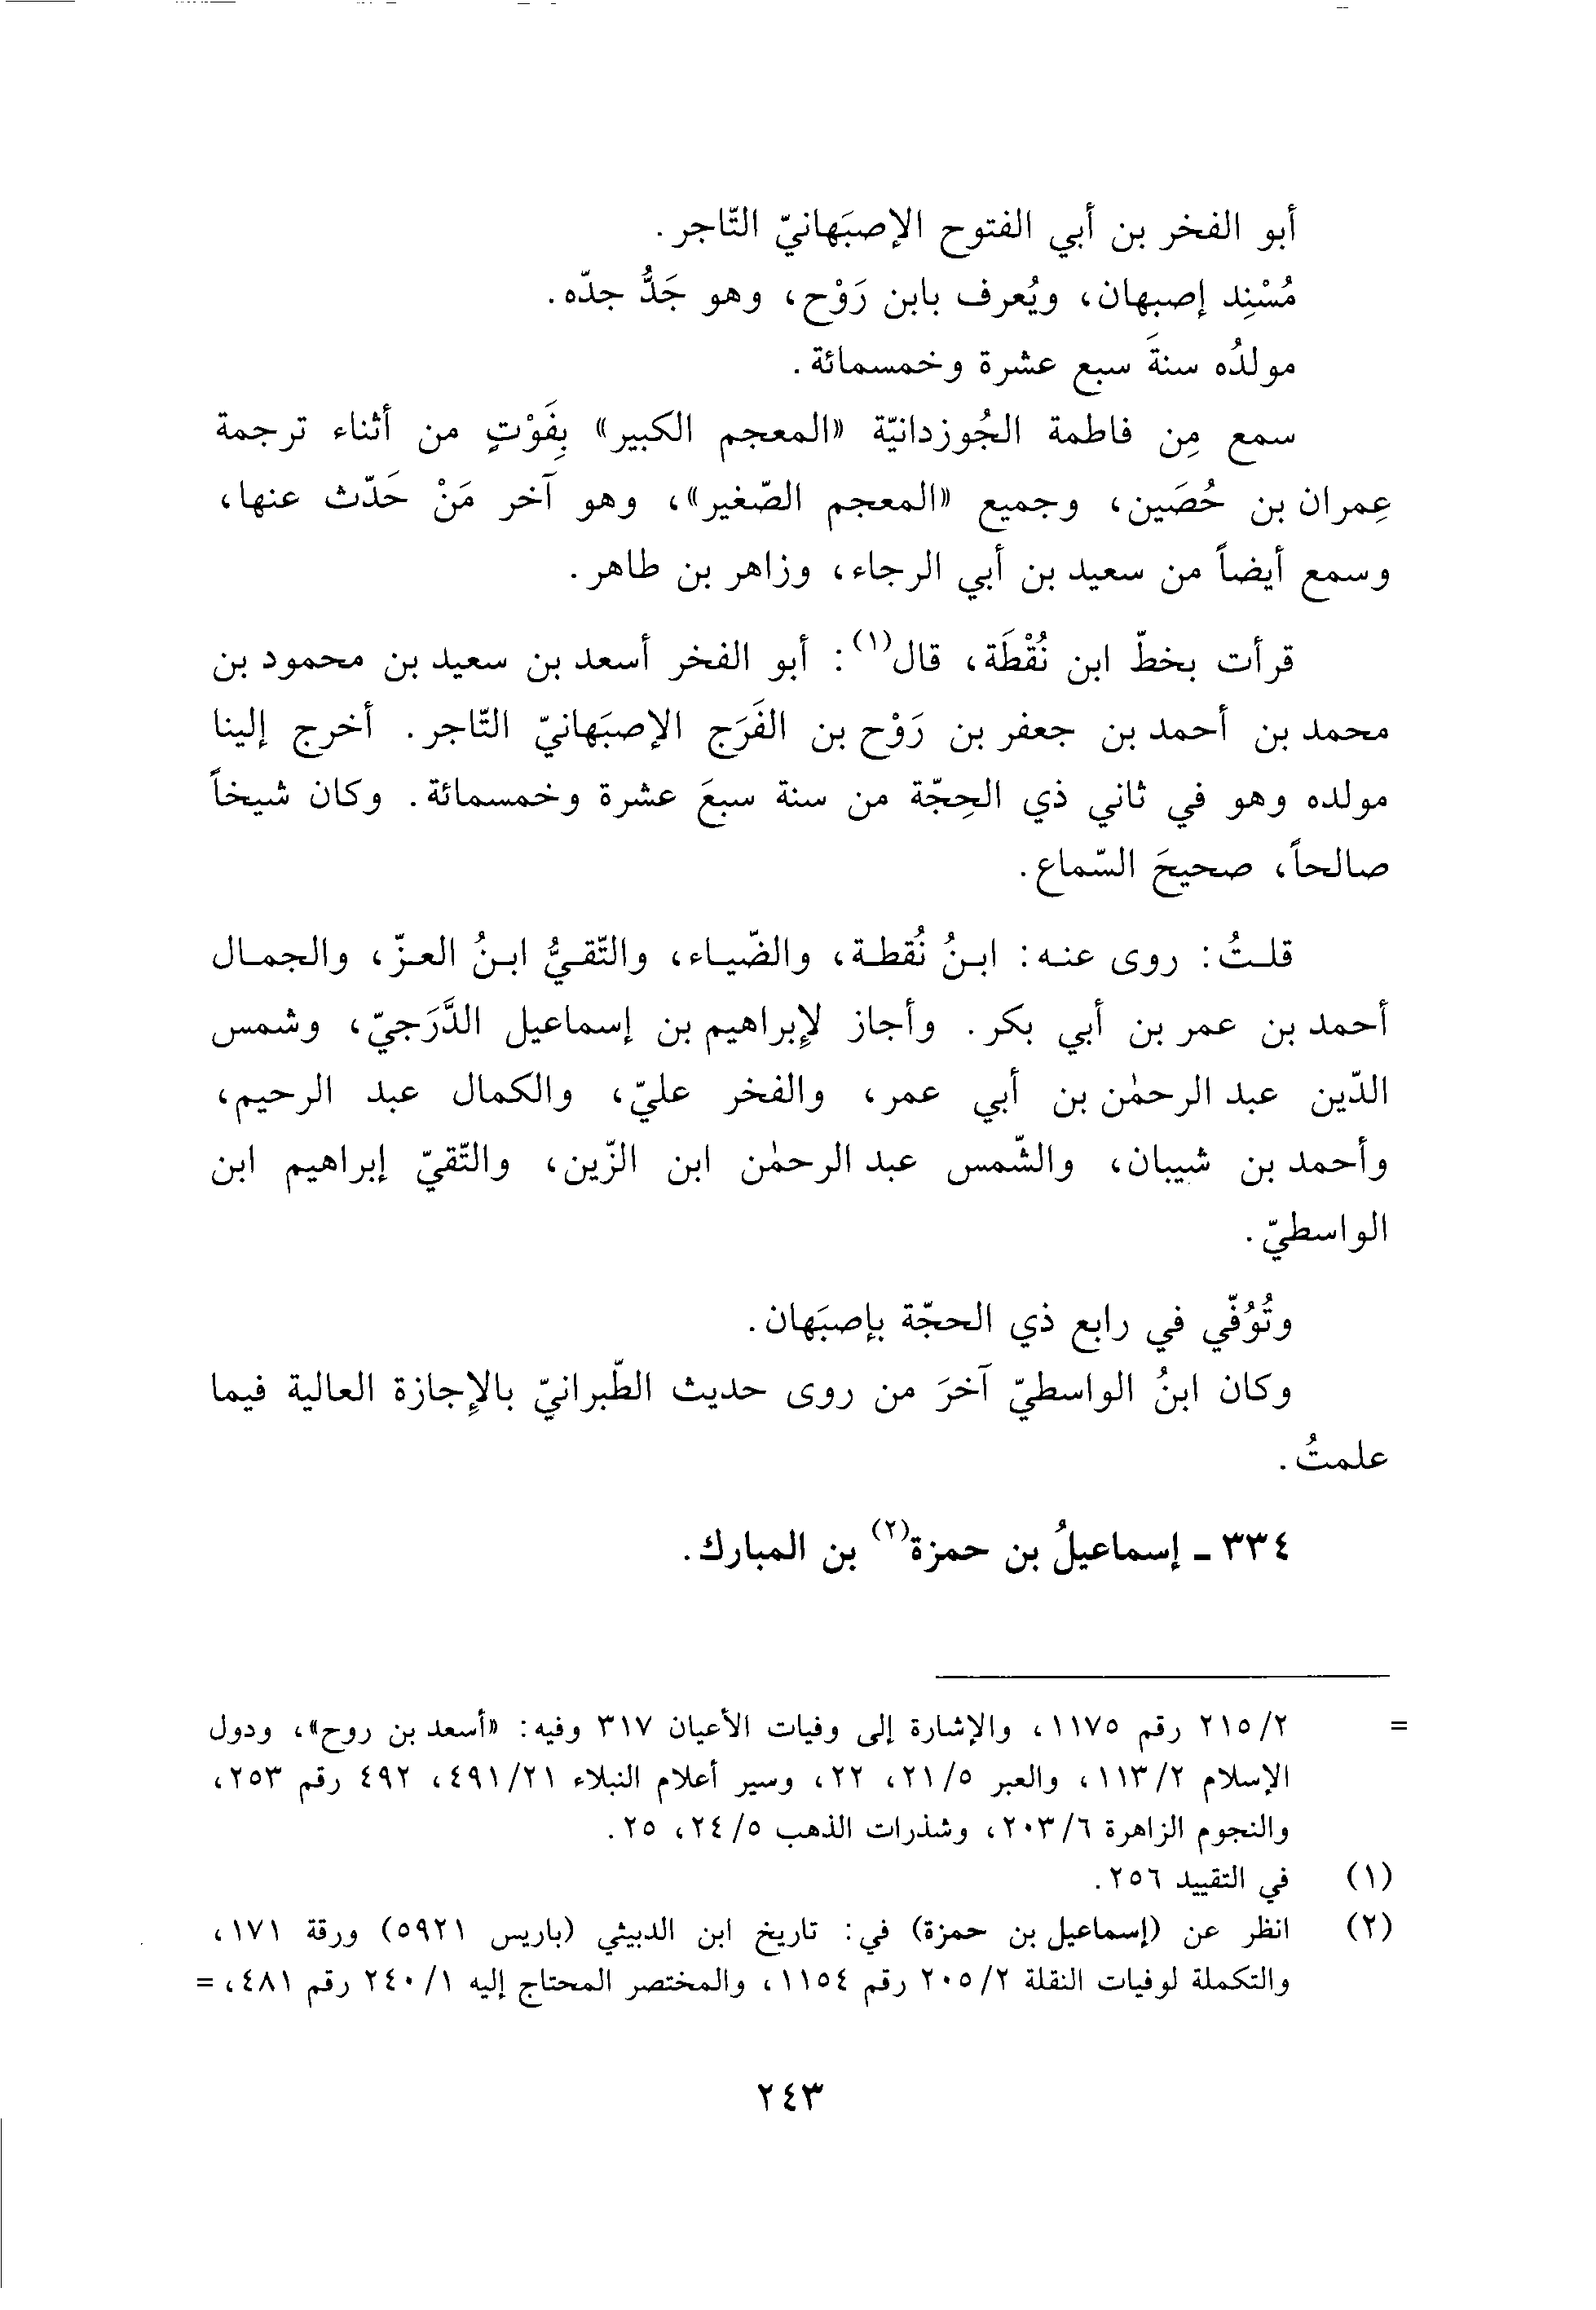 أبو الفخر بن أبي الفتوح الإصبَهانيّ التّاجر.
مُسْنِد إصبهان، ويُعرف بابن رَوْح، وهو جَدُّ جدّه.
مولدُه سنةَ سبع عشرة وخمسمائة.
سمع مِن فاطمة الجُوزدانيّة «المعجم الكبير» بِفَوْتٍ من أثناء ترجمة
عِمران بن حُصَين، وجميع «المعجم الصّغير»، وهو آخر مَنْ حَدّث عنها،
وسمع أيضاً من سعيد بن أبي الرجاء، وزاهر بن طاهر.
قرأت بخطّ ابن نُقْطَة، قال(١): أبو الفخر أسعد بن سعيد بن محمود بن
محمد بن أحمد بن جعفر بن رَوْح بن الفَرَج الإصبَهانيّ التّاجر. أخرج إلينا
مولده وهو في ثاني ذي الحِجّة من سنة سبعَ عشرة وخمسمائة. وكان شيخاً
صالحاً، صحيحَ السّماع.
قلـتُ: روى عنـه: ابـنُ نُقطـة، والضّيـاء، والتّقـيُّ ابـنُ العـزّ، والجمـال
أحمد بن عمر بن أبي بكر. وأجاز لإبراهيم بن إسماعيل الدَّرَجيّ، وشمس
الدّين عبد الرحمٰن بن أبي عمر، والفخر عليّ، والكمال عبد الرحيم،
وأحمد بن شيبان، والشّمس عبد الرحمٰن ابن الزّين، والتّقيّ إبراهيم ابن
الواسطيّ.
وتُوُفّي في رابع ذي الحجّة بإصبَهان.
وكان ابنُ الواسطيّ آخرَ من روى حديث الطّبرانيّ بالإجازة العالية فيما
علمتُ.
٣٣٤ ـ إسماعيلُ بن حمزة(٢) بن المبارك.
= ٢١٥/٢ رقم ١١٧٥، والإشارة إلى وفيات الأعيان ٣١٧ وفيه: «أسعد بن روح»، ودول
الإسلام ١١٣/٢، والعبر ٢١/٥، ٢٢، وسير أعلام النبلاء ٤٩١/٢١، ٤٩٢ رقم ٢٥٣،
والنجوم الزاهرة ٢٠٣/٦، وشذرات الذهب ٢٤/٥، ٢٥.
(١) في التقييد ٢٥٦.
(٢) انظر عن (إسماعيل بن حمزة) في: تاريخ ابن الدبيثي (باريس ٥٩٢١) ورقة ١٧١،
والتكملة لوفيات النقلة ٢٠٥/٢ رقم ١١٥٤، والمختصر المحتاج إليه ٢٤٠/١ رقم ٤٨١، =
٢٤٣